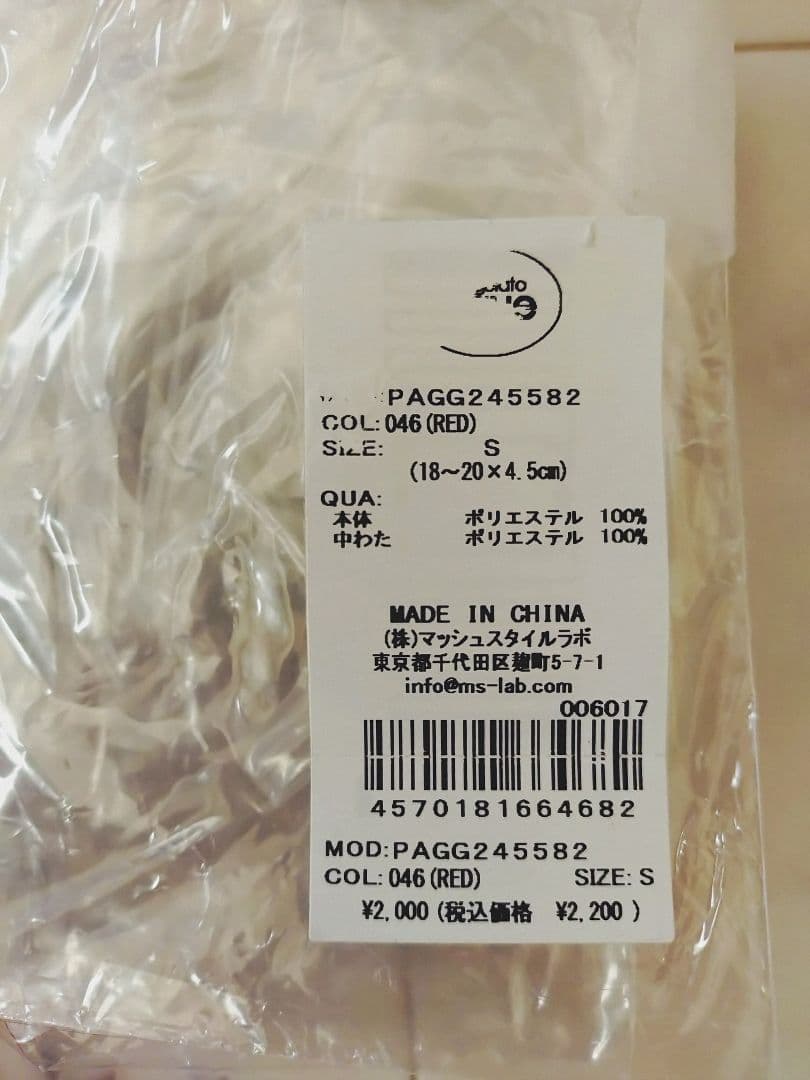 PAGG245582
COL: 046(RED)
SIZE: S
(18～20×4.5cm)
QUA:
本体 ポリエステル 100%
中わた ポリエステル 100%
MADE IN CHINA
(株)マッシュスタイルラボ
東京都千代田区麹町5-7-1
info@ms-lab.com
006017
4570181664682
MOD:PAGG245582
COL: 046(RED) SIZE: S
¥2,000 (税込価格 ¥2,200 )